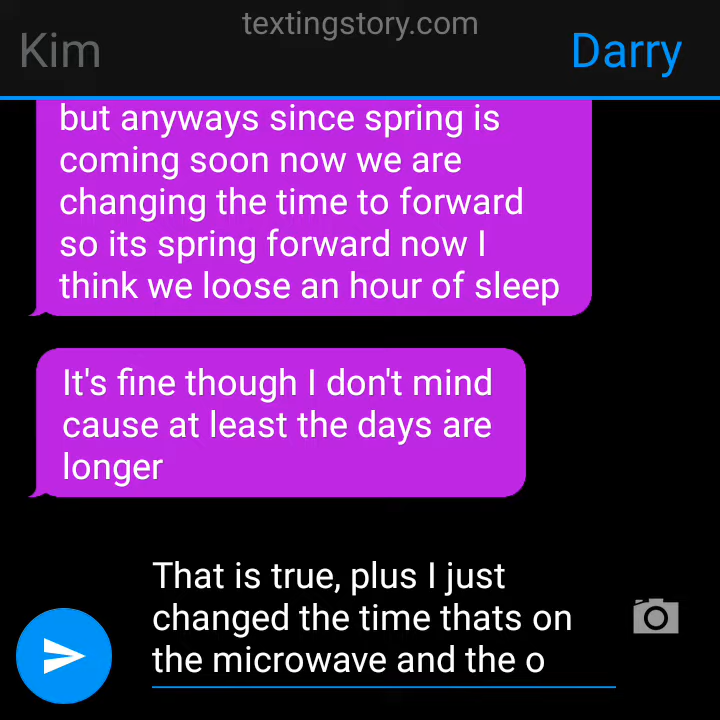 textingstory.com
Kim
Darry
but anyways since spring is
coming soon now we are
changing the time to forward
so its spring forward now I
think we loose an hour of sleep
It's fine though I don't mind
cause at least the days are
longer
That is true, plus I just
changed the time thats on
the microwave and the o